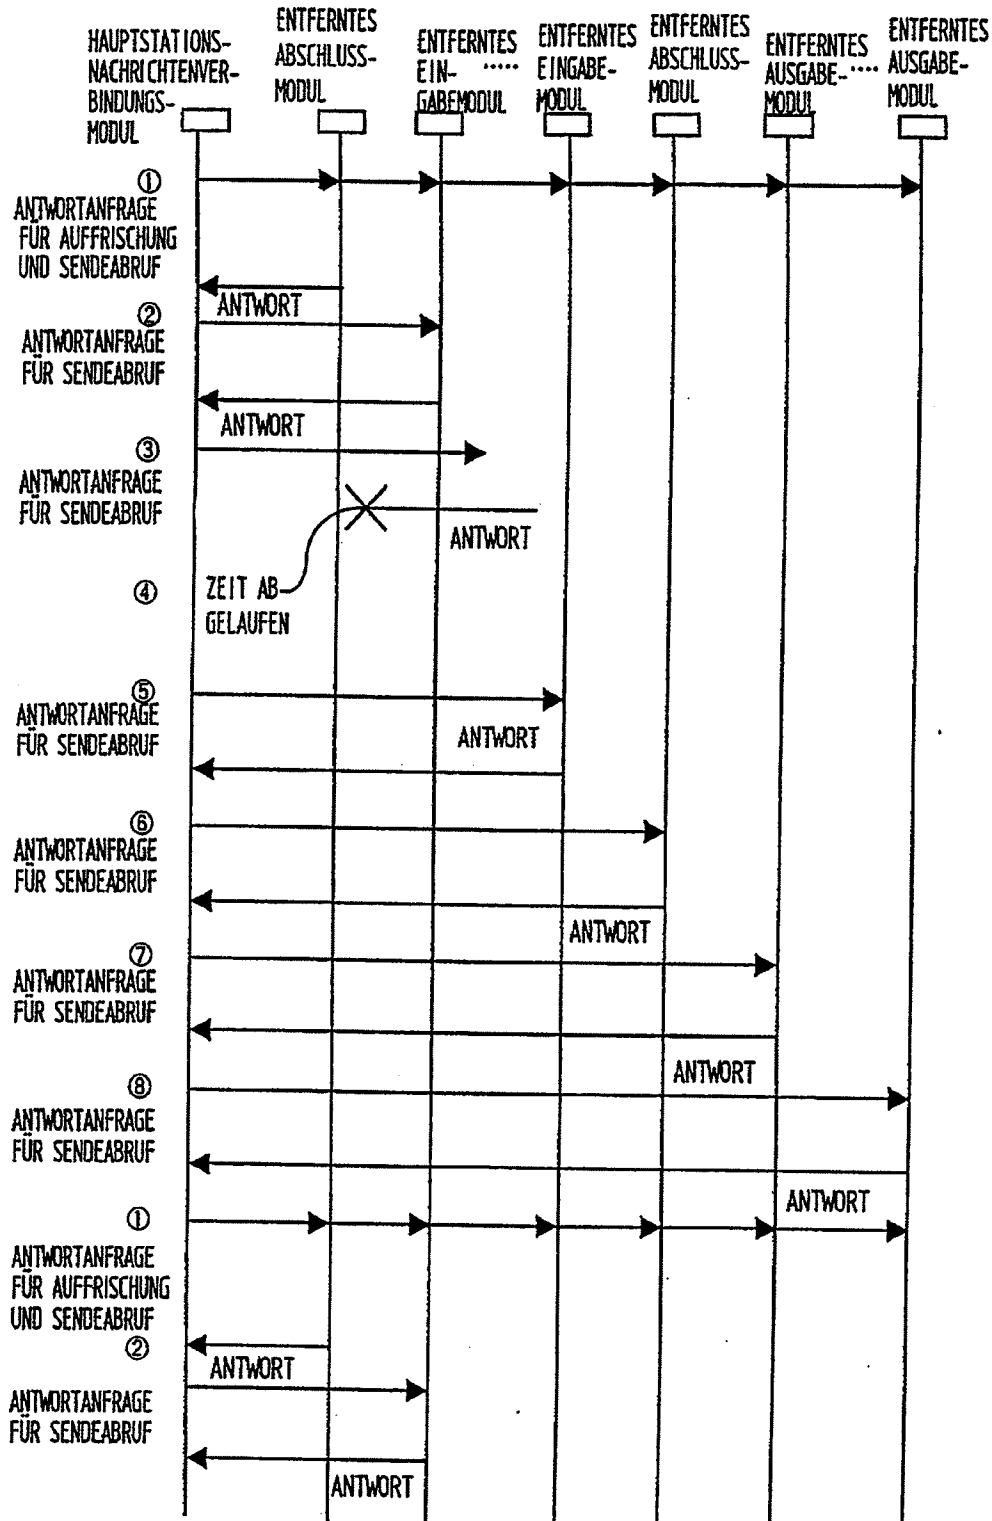 HAUPTSTATIONS-
NACHRICHTENVER-
BINDUNGS-
MODUL
ENTFERNTES
ABSCHLUSS-
MODUL
ENTFERNTES
EIN- .....
GABEMODUL
ENTFERNTES
EINGABE-
MODUL
ENTFERNTES
ABSCHLUSS-
MODUL
ENTFERNTES
AUSGABE- ....
MODUL
ENTFERNTES
AUSGABE-
MODUL
①
ANTWORTANFRAGE
FÜR AUFFRISCHUNG
UND SENDEABRUF
ANTWORT
②
ANTWORTANFRAGE
FÜR SENDEABRUF
ANTWORT
③
ANTWORTANFRAGE
FÜR SENDEABRUF
ANTWORT
④
ZEIT AB
GELAUFEN
⑤
ANTWORTANFRAGE
FÜR SENDEABRUF
ANTWORT
⑥
ANTWORTANFRAGE
FÜR SENDEABRUF
ANTWORT
⑦
ANTWORTANFRAGE
FÜR SENDEABRUF
ANTWORT
⑧
ANTWORTANFRAGE
FÜR SENDEABRUF
ANTWORT
①
ANTWORTANFRAGE
FÜR AUFFRISCHUNG
UND SENDEABRUF
②
ANTWORT
ANTWORTANFRAGE
FÜR SENDEABRUF
ANTWORT